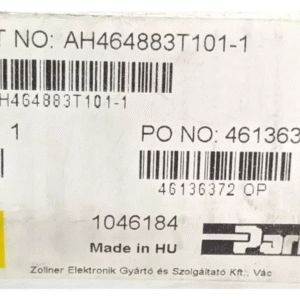 T NO: AH464883T101-1
H464883T101-1
1
PO NO: 461363
46136372 OP
1046184
Made in HU
Par
Zollner Elektronik Gyártó és Szolgáltató Kft., Vác